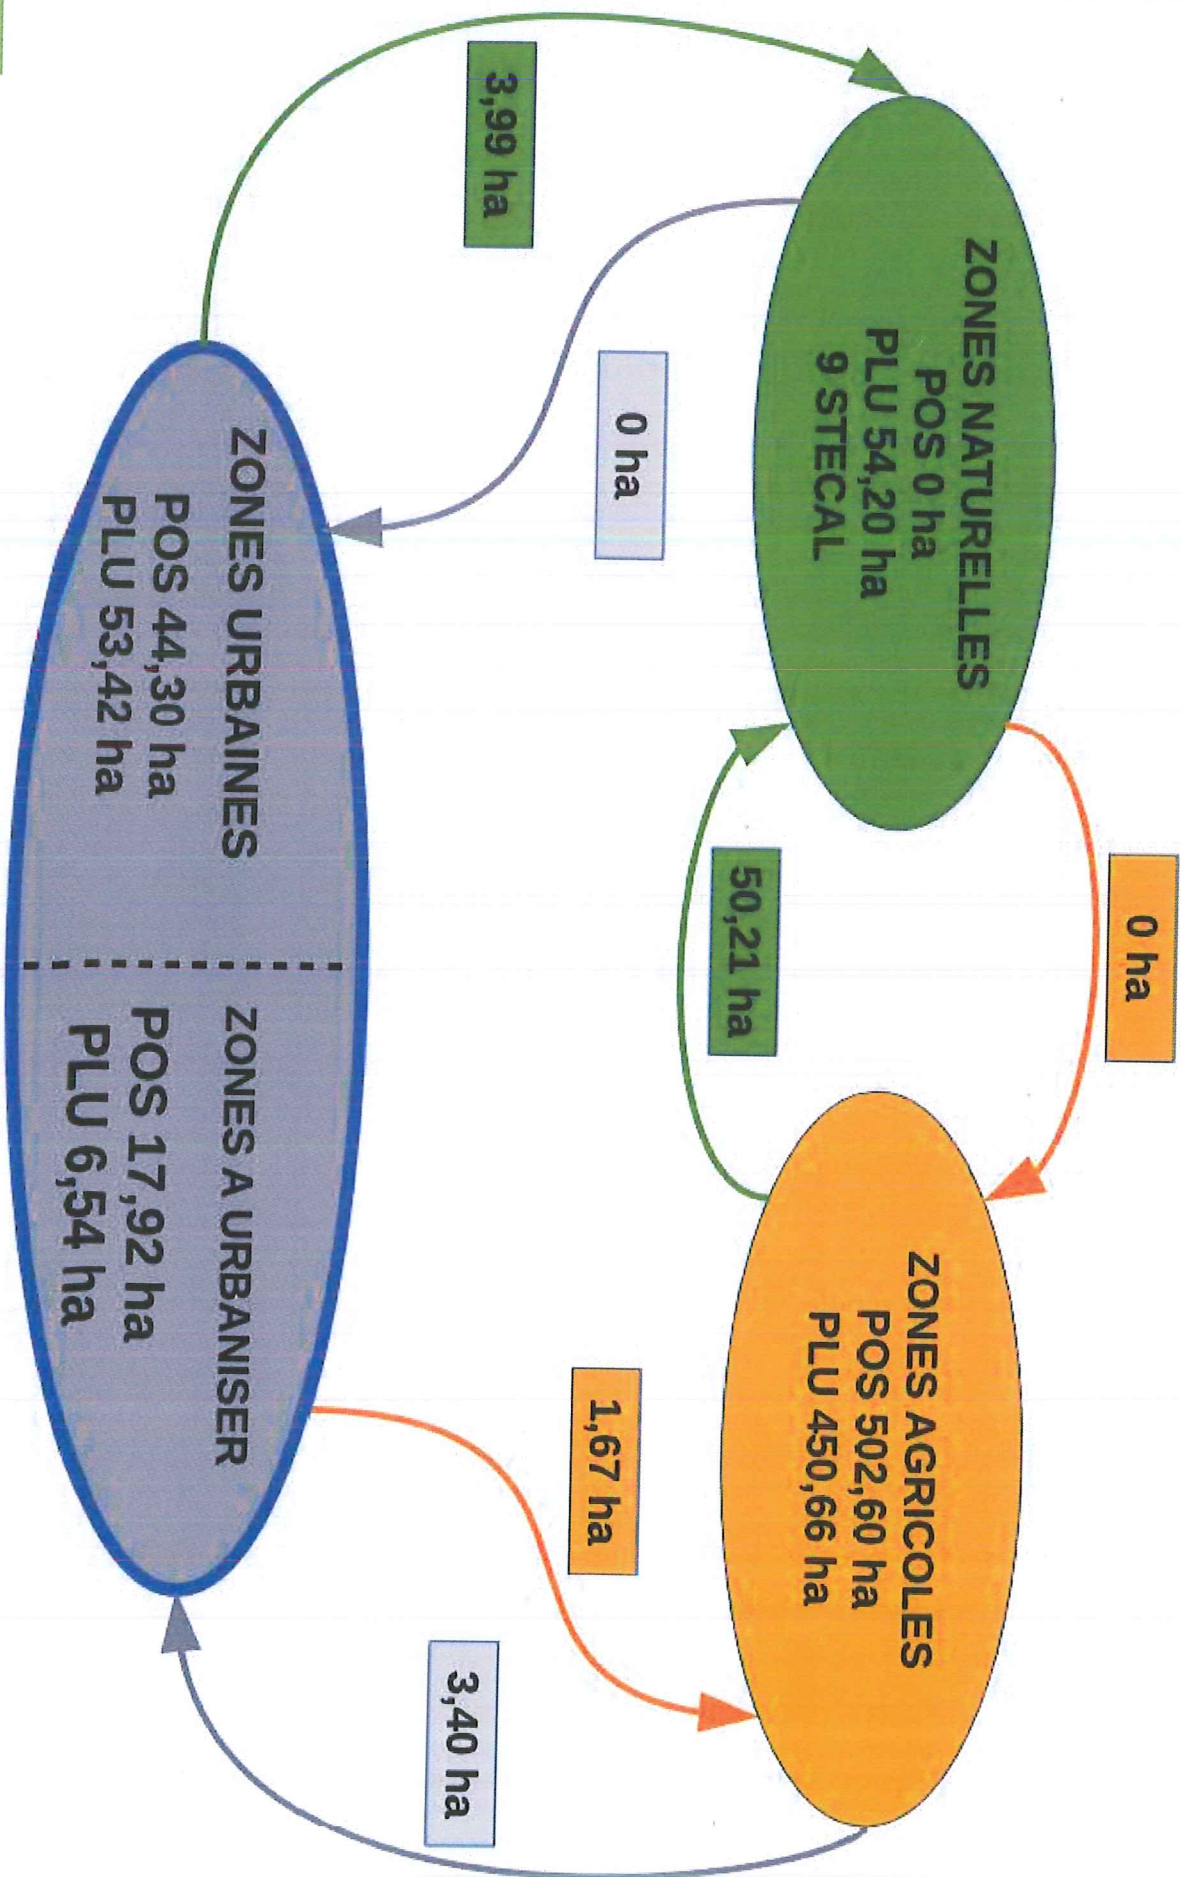 ZONES NATURELLES
POS 0 ha
PLU 54,20 ha
9 STECAL
0 ha
50,21 ha
ZONES AGRICOLES
POS 502,60 ha
PLU 450,66 ha
3,99 ha
0 ha
1,67 ha
3,40 ha
ZONES URBAINES
POS 44,30 ha
PLU 53,42 ha
ZONES A URBANISER
POS 17,92 ha
PLU 6,54 ha